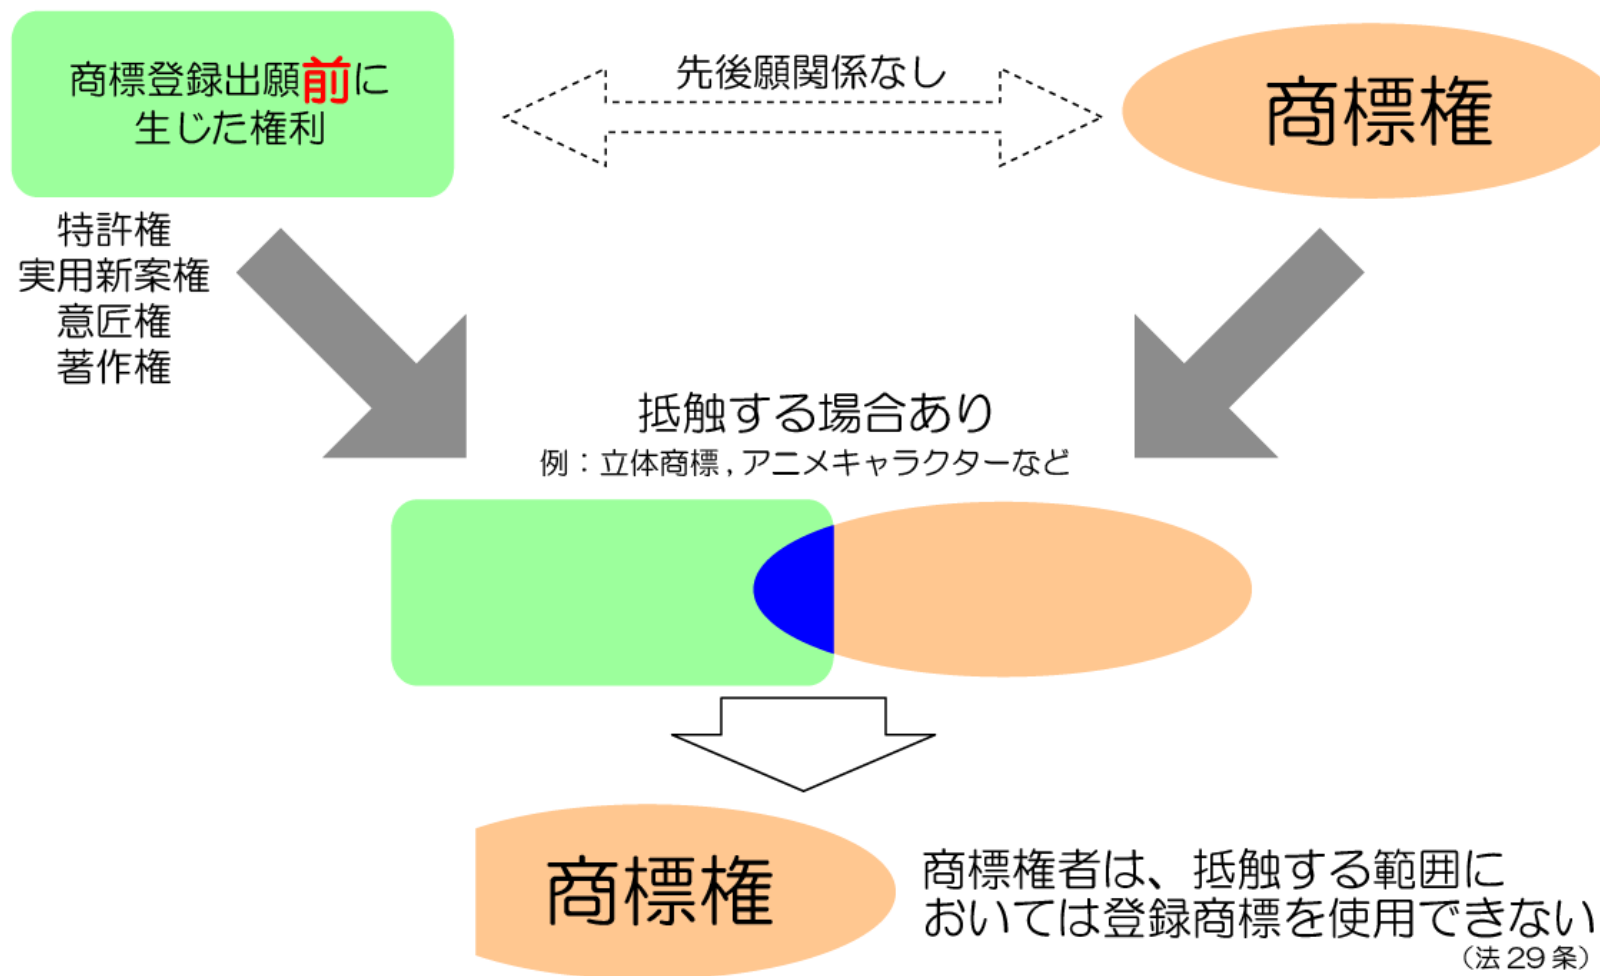 商標登録出願前に
生じた権利
先後願関係なし
商標権
特許権
実用新案権
意匠権
著作権
抵触する場合あり
例：立体商標，アニメキャラクターなど
商標権
商標権者は、抵触する範囲に
おいては登録商標を使用できない
（法29条）